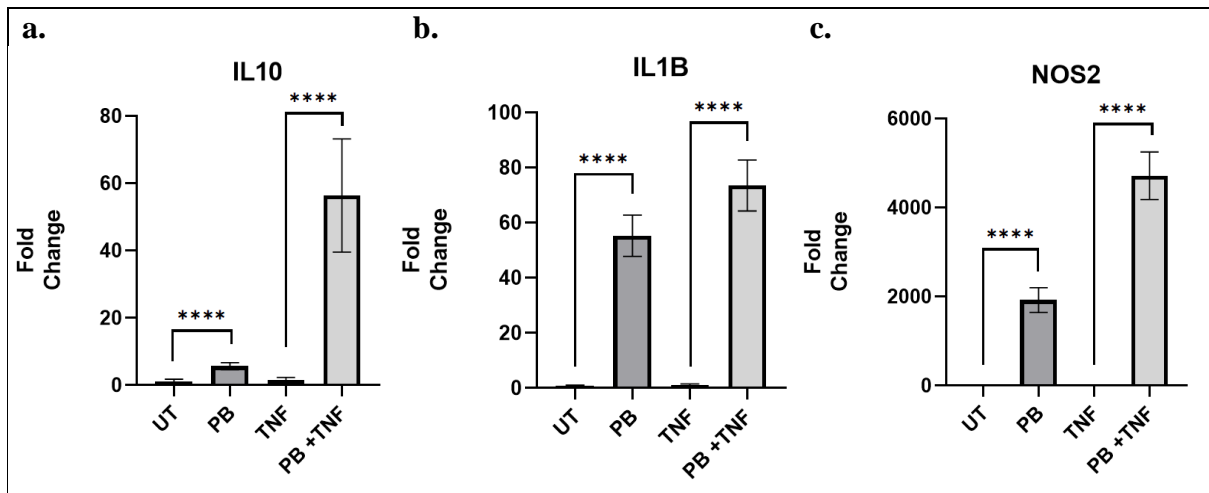 a.
IL10
Fold
Change
80
60
40
20
0
****
****
UT
PB
TNF
PB +TNF
b.
IL1B
Fold
Change
100
80
60
40
20
0
****
****
UT
PB
TNF
PB +TNF
c.
NOS2
Fold
Change
6000
4000
2000
0
****
****
UT
PB
TNF
PB +TNF